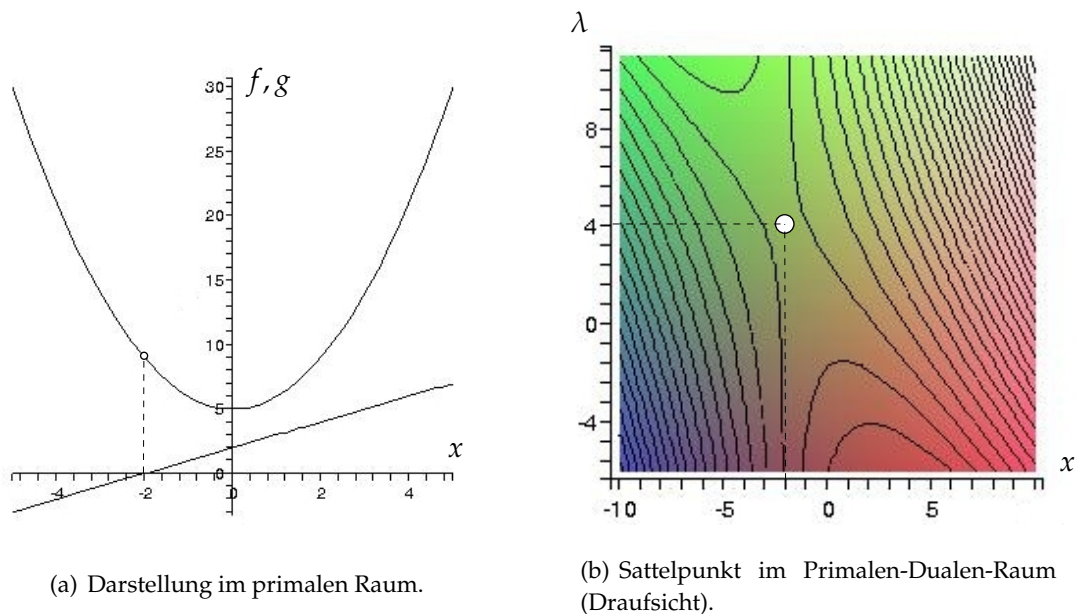 f, g
30
25
20
15
10
5
0
-4
-2
0
2
4
x
(a) Darstellung im primalen Raum.
λ
8
4
0
-4
-10
-5
0
5
x
(b) Sattelpunkt im Primalen-Dualen-Raum
(Draufsicht).